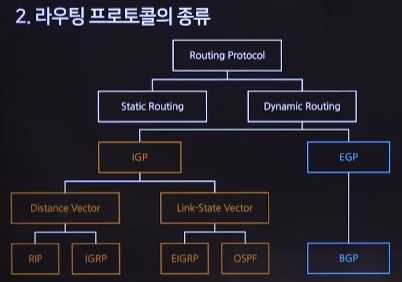 2. 라우팅 프로토콜의 종류
Routing Protocol
Static Routing
Dynamic Routing
IGP
EGP
Distance Vector
Link-State Vector
RIP
IGRP
EIGRP
OSPF
BGP